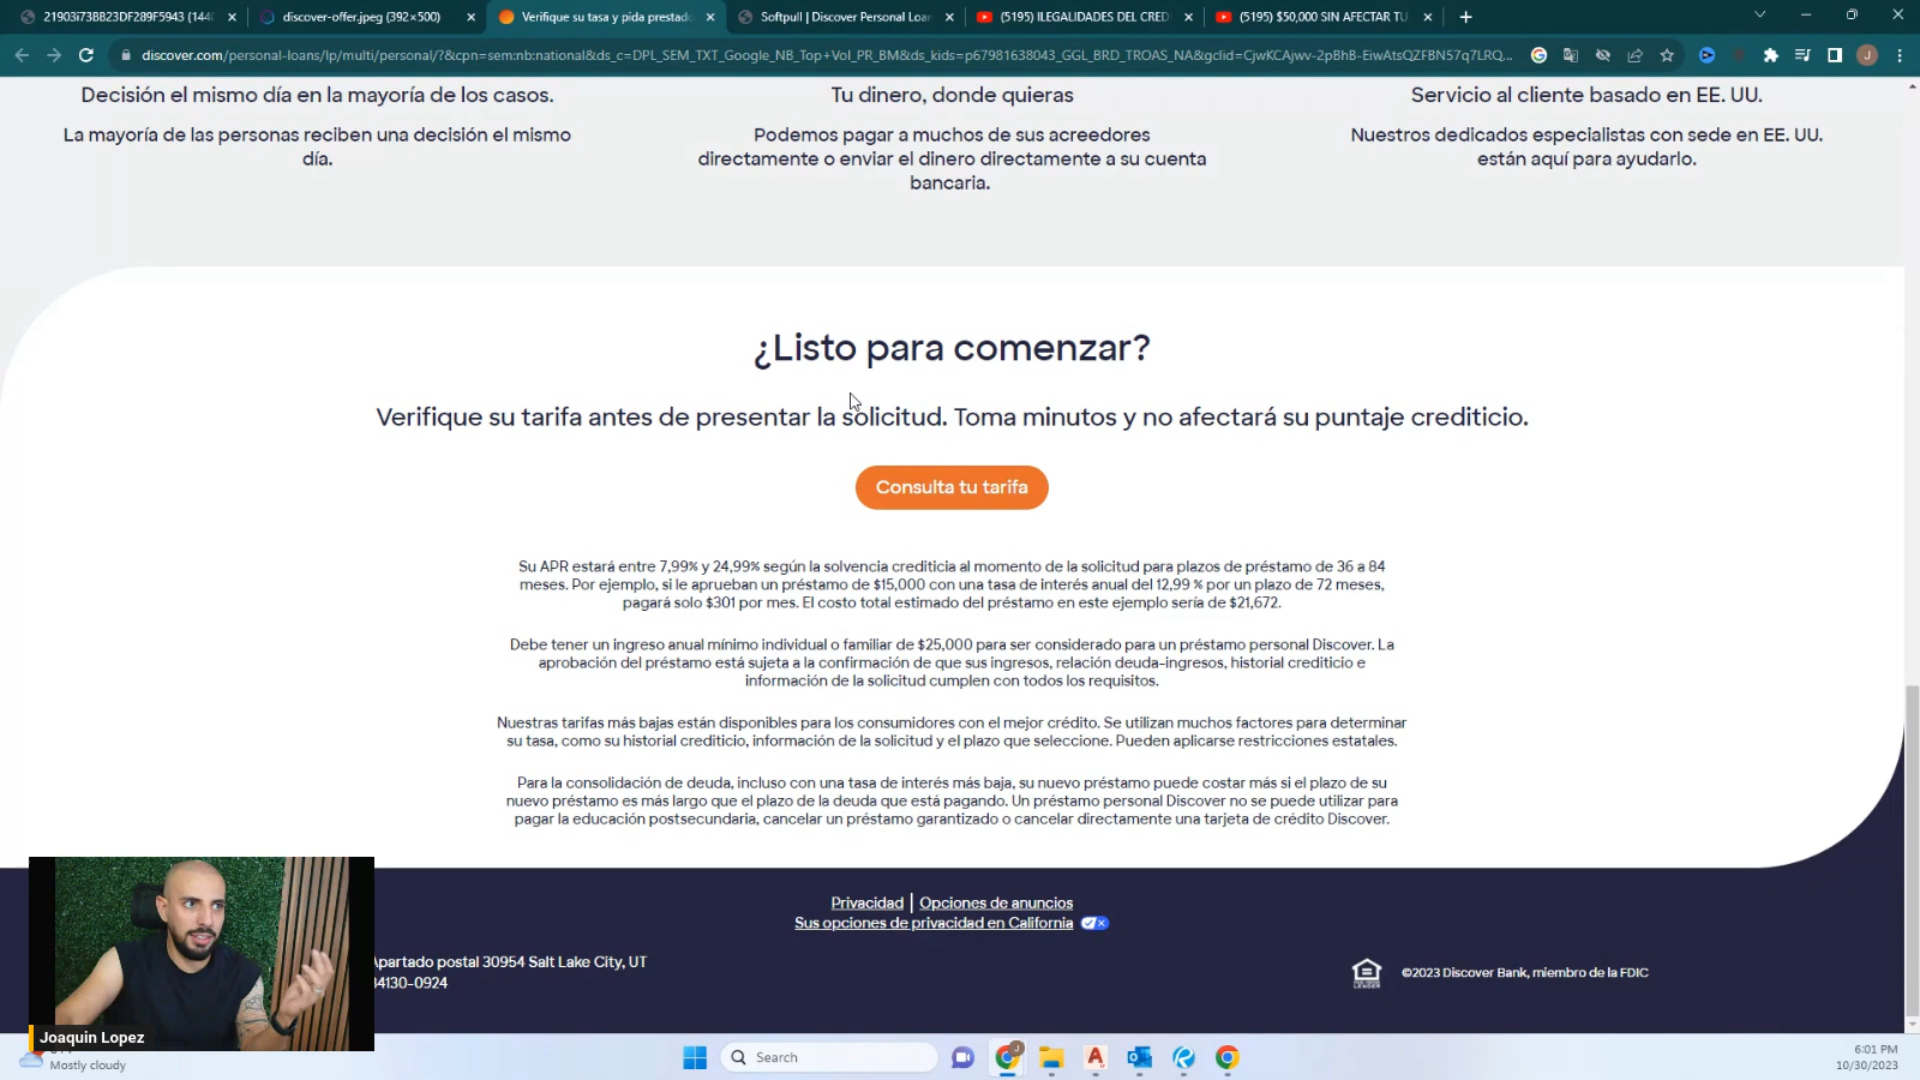 21903i73BB23DF289F5943 (144
discover-offer.jpeg (392×500)
Verifique su tasa y pida prestado
Softpull | Discover Personal Loan
(5195) ILEGALIDADES DEL CRED
(5195) $50,000 SIN AFECTAR TU
discover.com/personal-loans/lp/multi/personal/?&cpn=sem:nb:national&ds_c=DPL_SEM_TXT_Google_NB_Top+Vol_PR_BM&ds_kids=p67981638043_GGL_BRD_TROAS_NA&gclid=CjwKCAjwv-2pBhB-EiwAtsQZFBN57q7LRQ...
Decisión el mismo día en la mayoría de los casos.
La mayoría de las personas reciben una decisión el mismo
día.
Tu dinero, donde quieras
Podemos pagar a muchos de sus acreedores
directamente o enviar el dinero directamente a su cuenta
bancaria.
Servicio al cliente basado en EE. UU.
Nuestros dedicados especialistas con sede en EE. UU.
están aquí para ayudarlo.
¿Listo para comenzar?
Verifique su tarifa antes de presentar la solicitud. Toma minutos y no afectará su puntaje crediticio.
Consulta tu tarifa
Su APR estará entre 7,99% y 24,99% según la solvencia crediticia al momento de la solicitud para plazos de préstamo de 36 a 84
meses. Por ejemplo, si le aprueban un préstamo de $15,000 con una tasa de interés anual del 12,99 % por un plazo de 72 meses,
pagará solo $301 por mes. El costo total estimado del préstamo en este ejemplo sería de $21,672.
Debe tener un ingreso anual mínimo individual o familiar de $25,000 para ser considerado para un préstamo personal Discover. La
aprobación del préstamo está sujeta a la confirmación de que sus ingresos, relación deuda-ingresos, historial crediticio e
información de la solicitud cumplen con todos los requisitos.
Nuestras tarifas más bajas están disponibles para los consumidores con el mejor crédito. Se utilizan muchos factores para determinar
su tasa, como su historial crediticio, información de la solicitud y el plazo que seleccione. Pueden aplicarse restricciones estatales.
Para la consolidación de deuda, incluso con una tasa de interés más baja, su nuevo préstamo puede costar más si el plazo de su
nuevo préstamo es más largo que el plazo de la deuda que está pagando. Un préstamo personal Discover no se puede utilizar para
pagar la educación postsecundaria, cancelar un préstamo garantizado o cancelar directamente una tarjeta de crédito Discover.
Privacidad | Opciones de anuncios
Sus opciones de privacidad en California
Apartado postal 30954 Salt Lake City, UT
84130-0924
©2023 Discover Bank, miembro de la FDIC
Joaquin Lopez
Mostly cloudy
Search
6:01 PM
10/30/2023